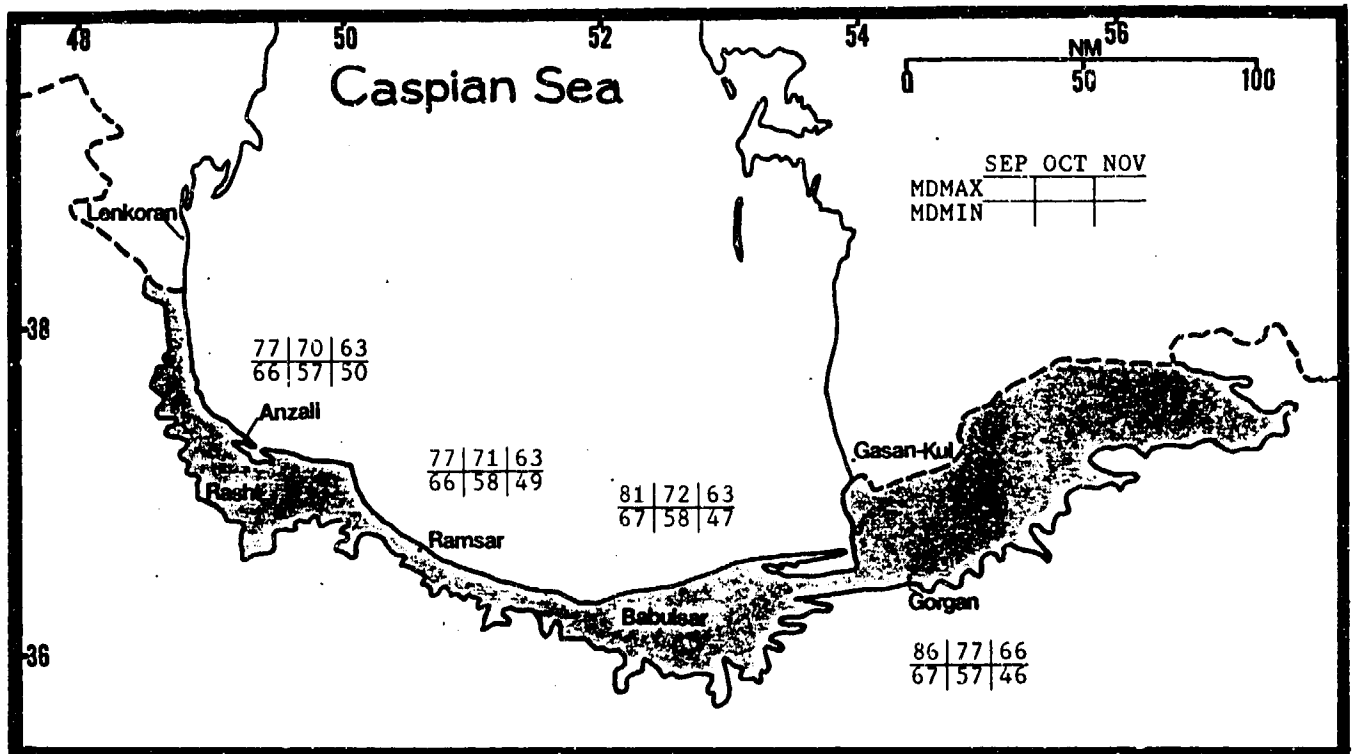 48 50 52 54 56
Caspian Sea
NM
0 50 100
SEP OCT NOV
MDMAX
MDMIN
Lenkoran
38
77 70 63
66 57 50
Anzali
Gasan-Kul
77 71 63
66 58 49
81 72 63
67 58 47
Rasht
Ramsar
Gorgan
Babulsar
36
86 77 66
67 57 46